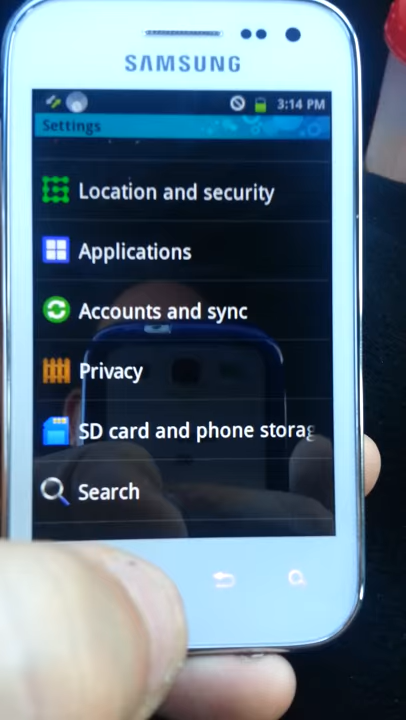 SAMSUNG
3:14 PM
Settings
Location and security
Applications
Accounts and sync
Privacy
SD card and phone storag
Search